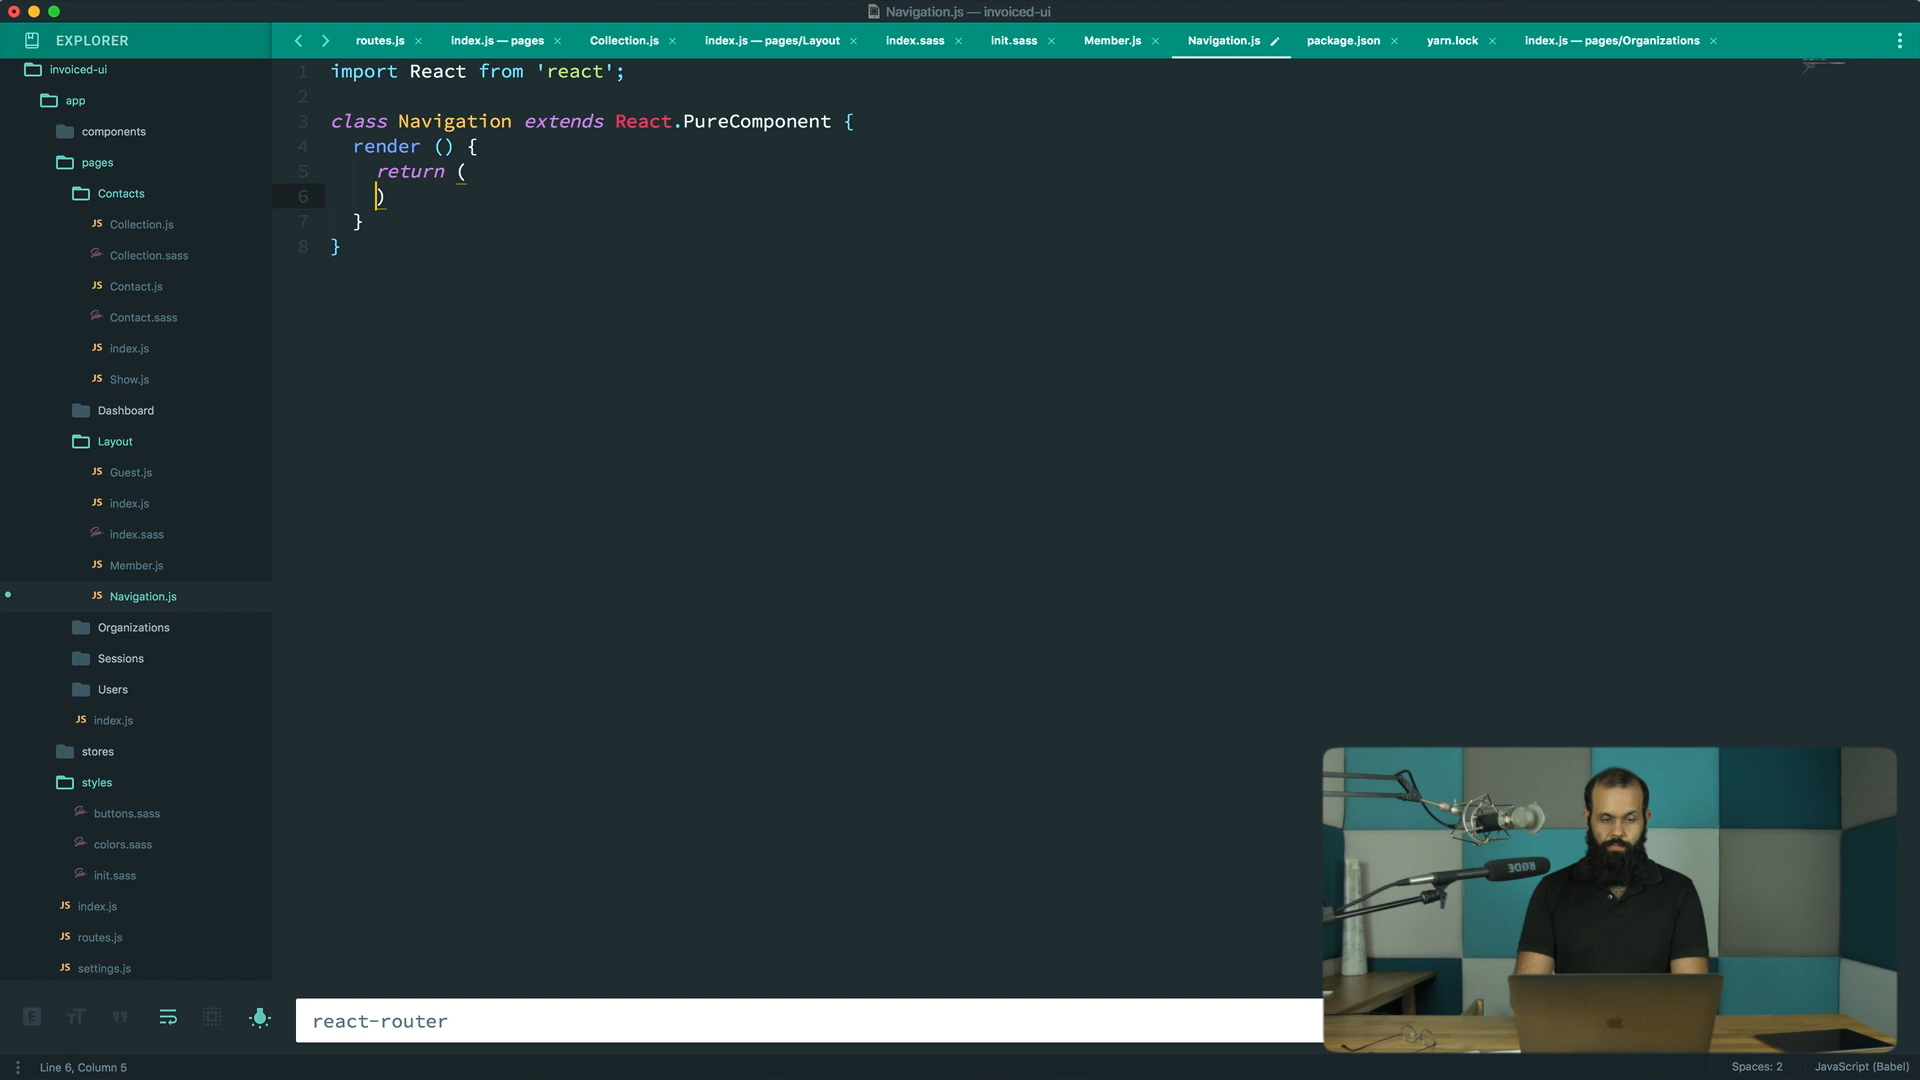 Navigation.js — invoiced-ui
EXPLORER
routes.js
index.js — pages
Collection.js
index.js — pages/Layout
index.sass
init.sass
Member.js
Navigation.js
package.json
yarn.lock
index.js — pages/Organizations
invoiced-ui
app
components
pages
Contacts
JS Collection.js
Collection.sass
JS Contact.js
Contact.sass
JS index.js
JS Show.js
Dashboard
Layout
JS Guest.js
JS index.js
index.sass
JS Member.js
JS Navigation.js
Organizations
Sessions
Users
JS index.js
stores
styles
buttons.sass
colors.sass
init.sass
JS index.js
JS routes.js
JS settings.js
1 import React from 'react';
2
3 class Navigation extends React.PureComponent {
4 render () {
5 return (
6 )
7 }
8 }
react-router
RØDE
Line 6, Column 5
Spaces: 2
JavaScript (Babel)